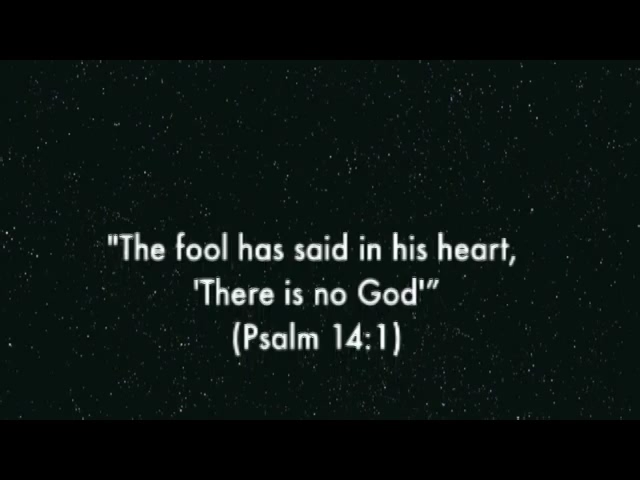 "The fool has said in his heart,
'There is no God'”
(Psalm 14:1)